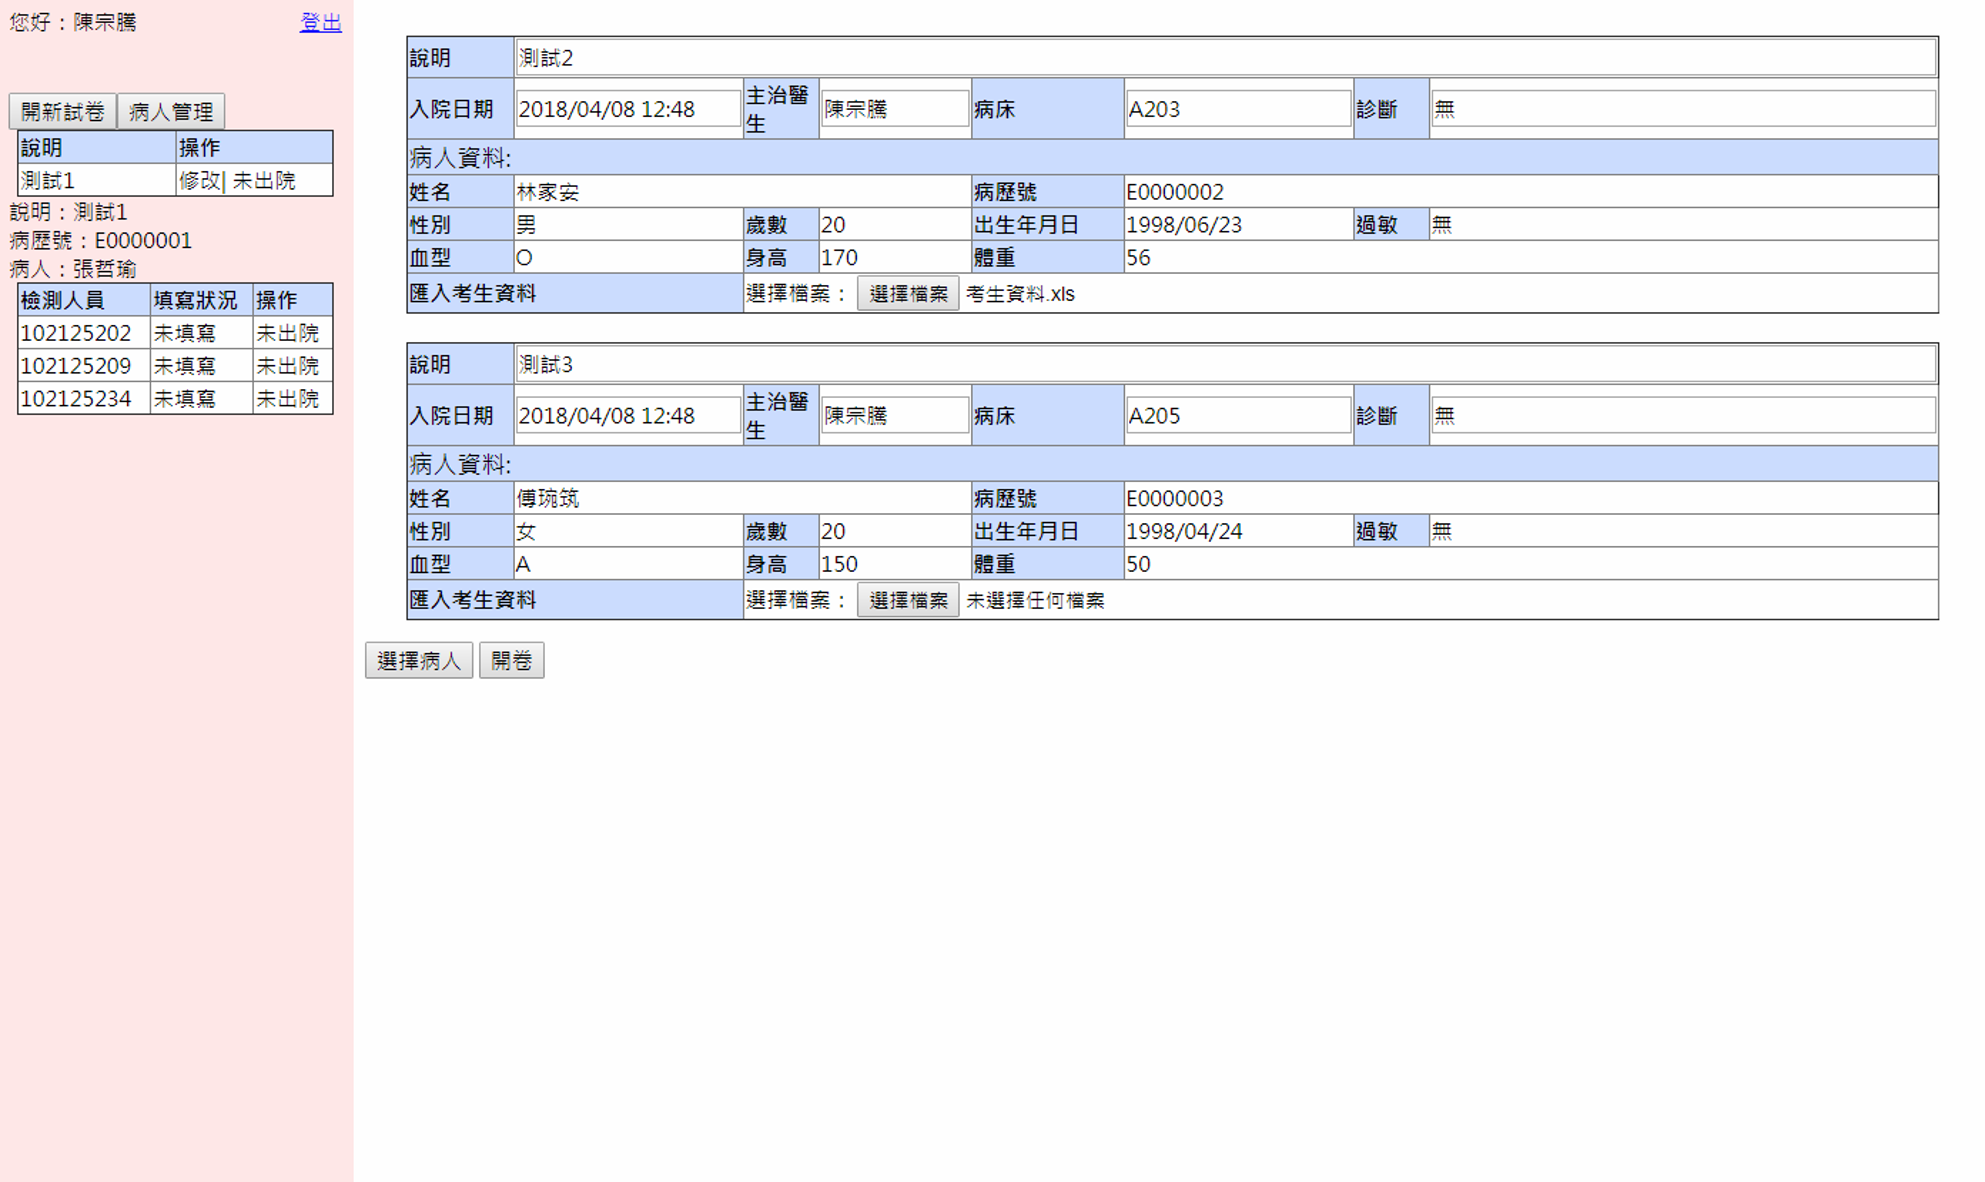 您好：陳宗騰 登出
開新試卷 病人管理
說明 操作
測試1 修改| 未出院
說明：測試1
病歷號：E0000001
病人：張哲瑜
檢測人員 填寫狀況 操作
102125202 未填寫 未出院
102125209 未填寫 未出院
102125234 未填寫 未出院
說明 測試2
入院日期 2018/04/08 12:48 主治醫生 陳宗騰 病床 A203 診斷 無
病人資料:
姓名 林家安 病歷號 E0000002
性別 男 歲數 20 出生年月日 1998/06/23 過敏 無
血型 O 身高 170 體重 56
匯入考生資料 選擇檔案： 選擇檔案 考生資料.xls
說明 測試3
入院日期 2018/04/08 12:48 主治醫生 陳宗騰 病床 A205 診斷 無
病人資料:
姓名 傅琬筑 病歷號 E0000003
性別 女 歲數 20 出生年月日 1998/04/24 過敏 無
血型 A 身高 150 體重 50
匯入考生資料 選擇檔案： 選擇檔案 未選擇任何檔案
選擇病人 開卷